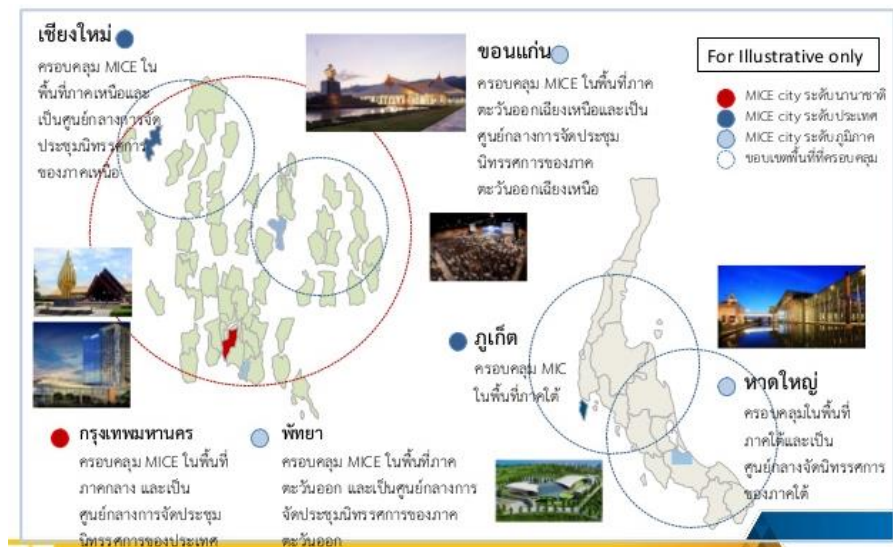 เชียงใหม่
ครอบคลุม MICE ใน
พื้นที่ภาคเหนือและ
เป็นศูนย์กลางการจัด
ประชุมนิทรรศการ
ของภาคเหนือ
ขอนแก่น
ครอบคลุม MICE ในพื้นที่ภาค
ตะวันออกเฉียงเหนือและเป็น
ศูนย์กลางการจัดประชุม
นิทรรศการของภาค
ตะวันออกเฉียงเหนือ
For Illustrative only
MICE city ระดับนานาชาติ
MICE city ระดับประเทศ
MICE city ระดับภูมิภาค
ขอบเขตพื้นที่ที่ครอบคลุม
ภูเก็ต
ครอบคลุม MIC
ในพื้นที่ภาคใต้
หาดใหญ่
ครอบคลุมในพื้นที่
ภาคใต้และเป็น
ศูนย์กลางจัดนิทรรศการ
ของภาคใต้
กรุงเทพมหานคร
ครอบคลุม MICE ในพื้นที่
ภาคกลาง และเป็น
ศูนย์กลางการจัดประชุม
นิทรรศการของประเทศ
พัทยา
ครอบคลุม MICE ในพื้นที่ภาค
ตะวันออก และเป็นศูนย์กลางการ
จัดประชุมนิทรรศการของภาค
ตะวันออก